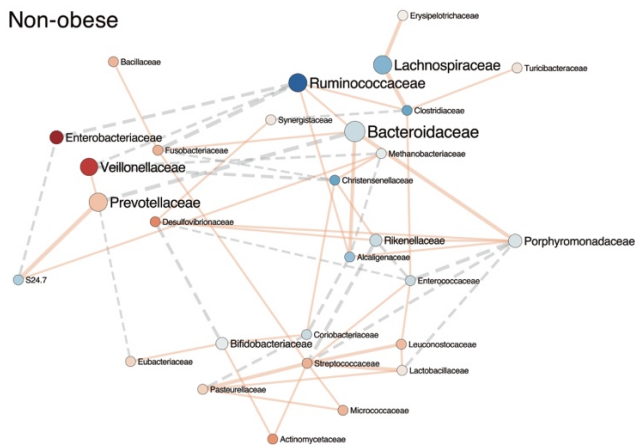 Non-obese
Erysipelotrichaceae
Bacillaceae
Lachnospiraceae
Turicibacteraceae
Ruminococcaceae
Clostridiaceae
Synergistaceae
Bacteroidaceae
Enterobacteriaceae
Fusobacteriaceae
Methanobacteriaceae
Veillonellaceae
Christensenellaceae
Prevotellaceae
Desulfovibrionaceae
Rikenellaceae
Porphyromonadaceae
Alcaligenaceae
S24.7
Enterococcaceae
Coriobacteriaceae
Bifidobacteriaceae
Leuconostocaceae
Eubacteriaceae
Streptococcaceae
Lactobacillaceae
Pasteurellaceae
Micrococcaceae
Actinomycetaceae